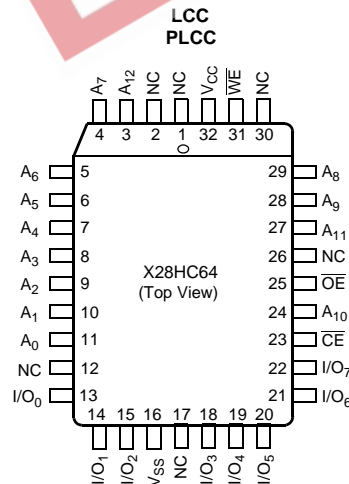 LCC
PLCC
A7 A12 NC NC VCC WE NC
4 3 2 1 32 31 30
A6 5 29 A8
A5 6 28 A9
A4 7 27 A11
A3 8 26 NC
A2 9 25 OE
A1 10 24 A10
A0 11 23 CE
NC 12 22 I/O7
I/O0 13 21 I/O6
X28HC64
(Top View)
14 15 16 17 18 19 20
I/O1 I/O2 VSS NC I/O3 I/O4 I/O5